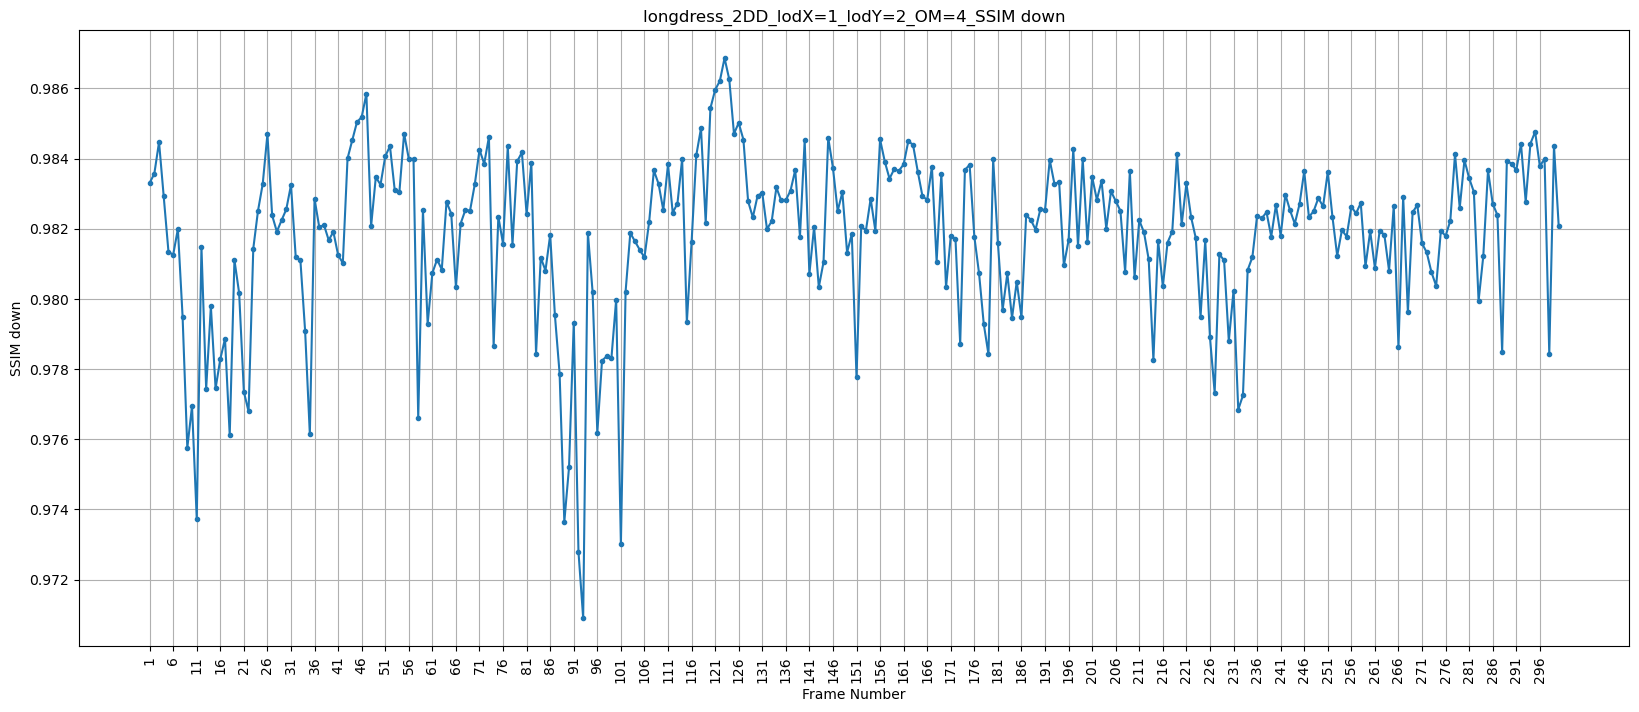 longdress_2DD_lodX=1_lodY=2_OM=4_SSIM down
0.986
0.984
0.982
0.980
0.978
0.976
0.974
0.972
SSIM down
1 6 11 16 21 26 31 36 41 46 51 56 61 66 71 76 81 86 91 96 101 106 111 116 121 126 131 136 141 146 151 156 161 166 171 176 181 186 191 196 201 206 211 216 221 226 231 236 241 246 251 256 261 266 271 276 281 286 291 296
Frame Number